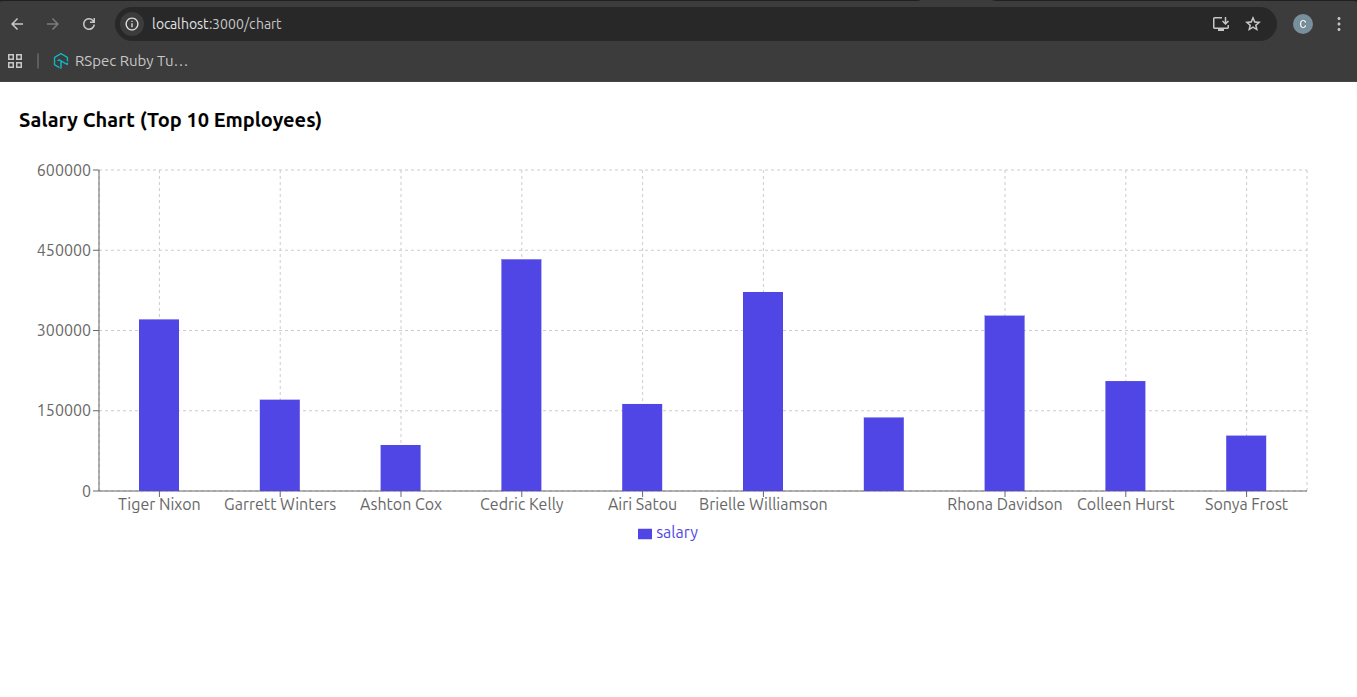 localhost:3000/chart
C
RSpec Ruby Tu...
Salary Chart (Top 10 Employees)
600000
450000
300000
150000
0
Tiger Nixon Garrett Winters Ashton Cox Cedric Kelly Airi Satou Brielle Williamson Rhona Davidson Colleen Hurst Sonya Frost
salary